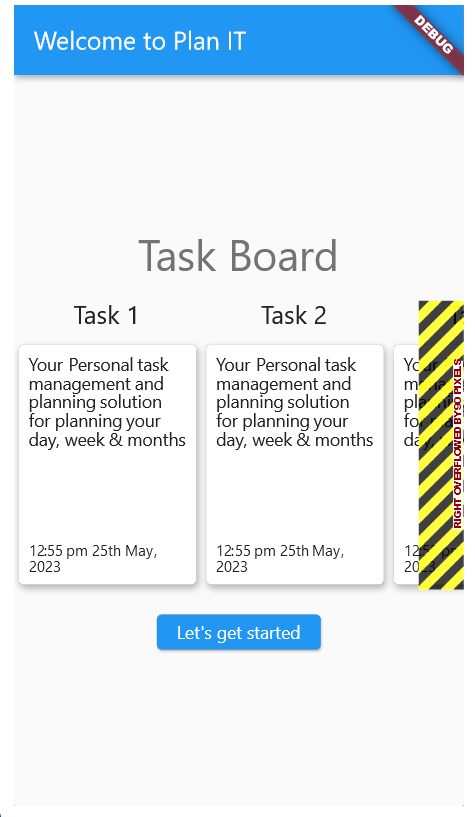 Welcome to Plan IT
DEBUG
Task Board
Task 1
Task 2
Your Personal task
management and
planning solution
for planning your
day, week & months
12:55 pm 25th May,
2023
Your Personal task
management and
planning solution
for planning your
day, week & months
12:55 pm 25th May,
2023
RIGHT OVERFLOWED BY 90 PIXELS
Let's get started